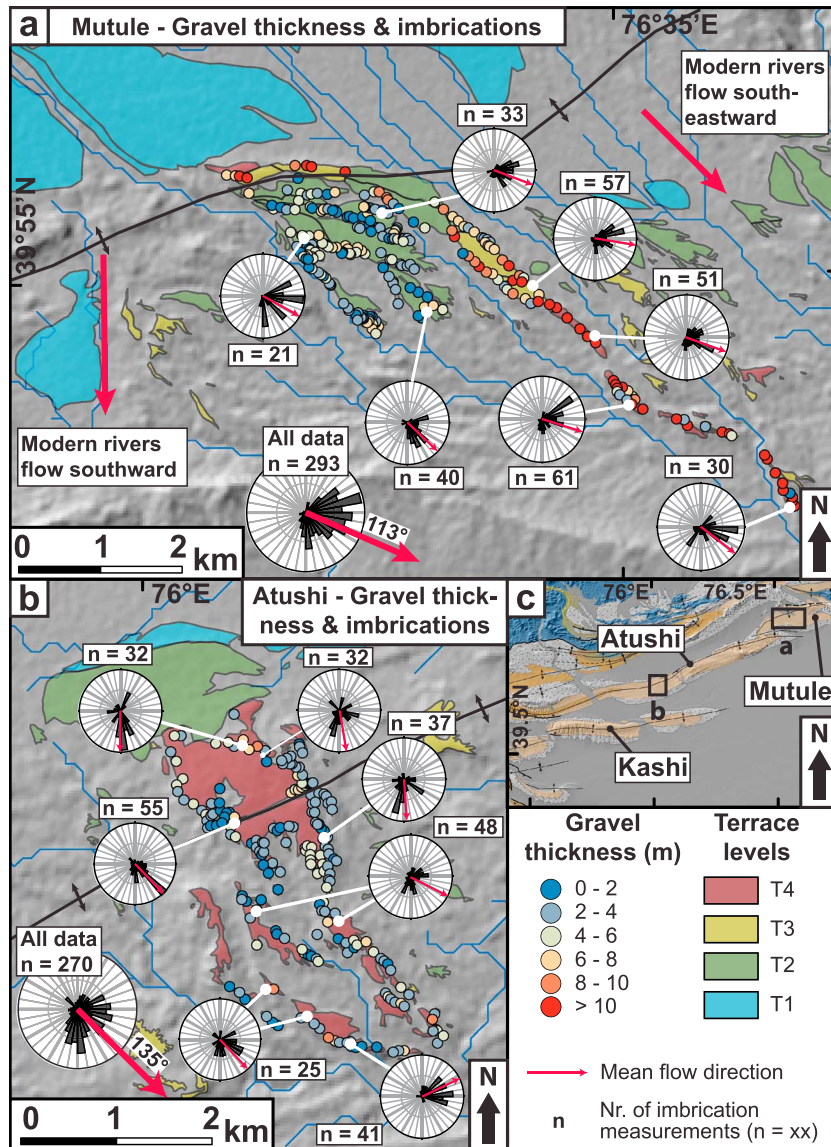 a
Mutule - Gravel thickness & imbrications
76°35’E
Modern rivers
flow south-
eastward
n = 33
n = 57
39°55’N
n = 51
n = 21
Modern rivers
flow southward
All data
n = 293
n = 40
n = 61
n = 30
113°
N
0 1 2 km
b
76°E
Atushi - Gravel thick-
ness & imbrications
n = 32
n = 32
n = 37
n = 55
n = 48
All data
n = 270
135°
n = 25
n = 41
N
0 1 2 km
c
76°E
76.5°E
Atushi
a
Mutule
b
39.5°N
Kashi
N
Gravel
thickness (m)
0 - 2
2 - 4
4 - 6
6 - 8
8 - 10
> 10
Terrace
levels
T4
T3
T2
T1
Mean flow direction
n
Nr. of imbrication
measurements (n = xx)